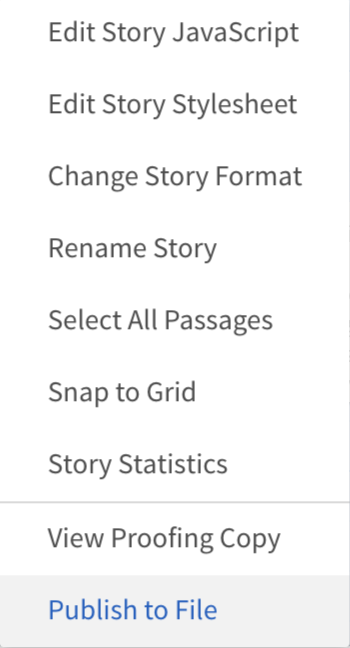 Edit Story JavaScript
Edit Story Stylesheet
Change Story Format
Rename Story
Select All Passages
Snap to Grid
Story Statistics
View Proofing Copy
Publish to File